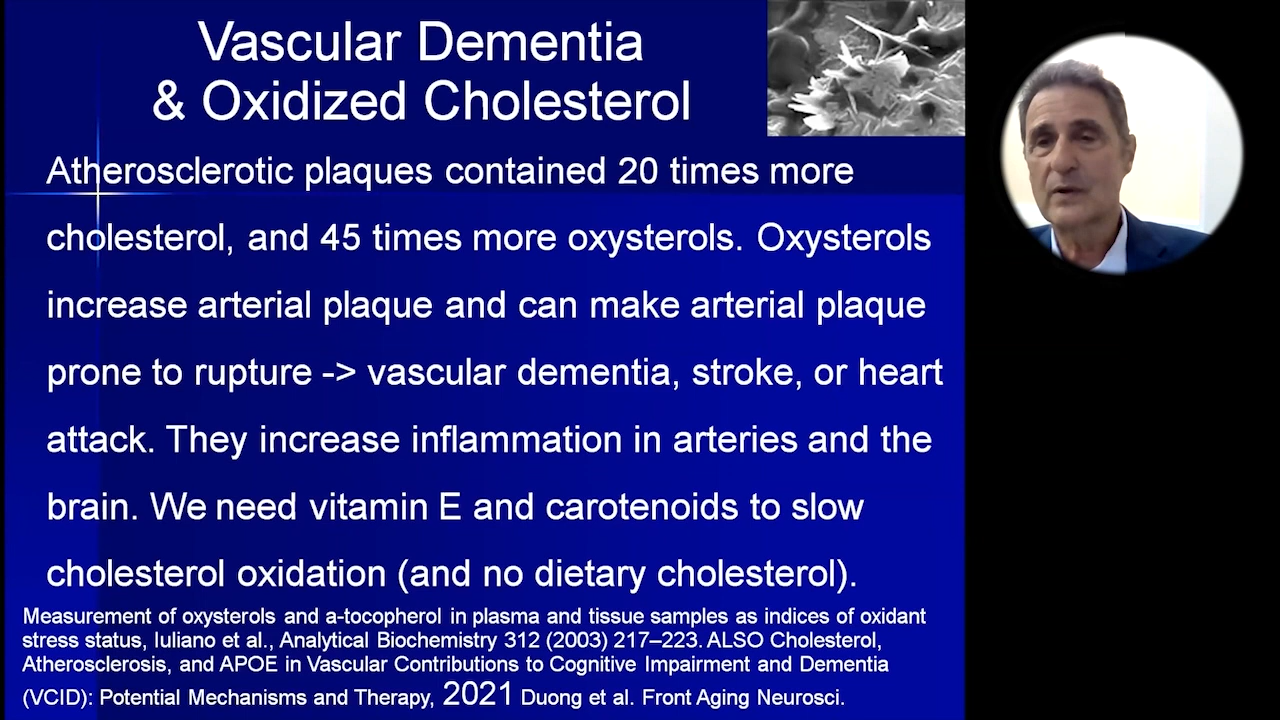 Vascular Dementia
& Oxidized Cholesterol
Atherosclerotic plaques contained 20 times more
cholesterol, and 45 times more oxysterols. Oxysterols
increase arterial plaque and can make arterial plaque
prone to rupture -> vascular dementia, stroke, or heart
attack. They increase inflammation in arteries and the
brain. We need vitamin E and carotenoids to slow
cholesterol oxidation (and no dietary cholesterol).
Measurement of oxysterols and a-tocopherol in plasma and tissue samples as indices of oxidant
stress status, Iuliano et al., Analytical Biochemistry 312 (2003) 217–223. ALSO Cholesterol,
Atherosclerosis, and APOE in Vascular Contributions to Cognitive Impairment and Dementia
(VCID): Potential Mechanisms and Therapy, 2021 Duong et al. Front Aging Neurosci.